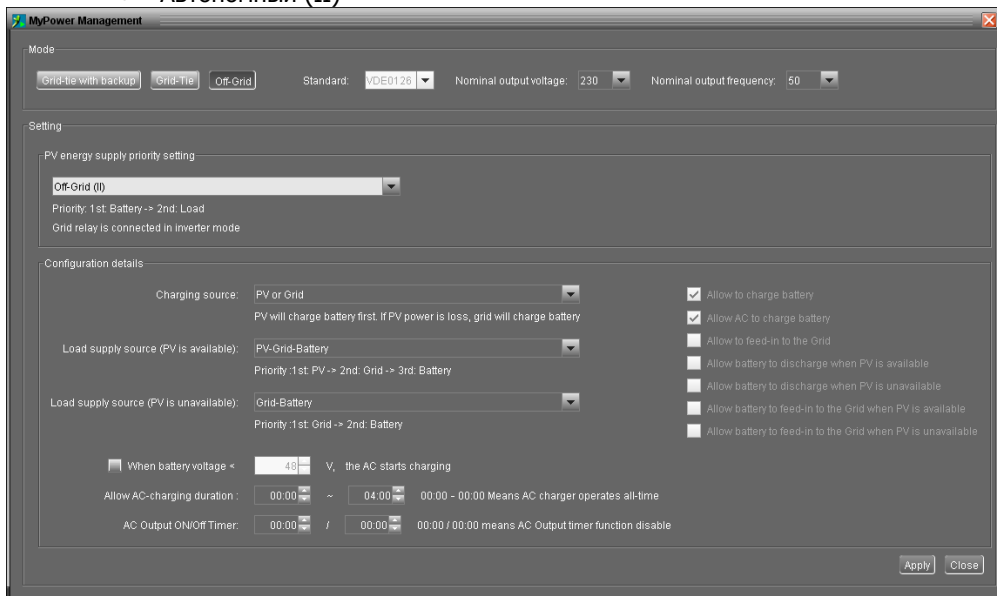 Автономный (II)
MyPower Management
Mode
Grid-tie with backup Grid-Tie Off-Grid Standard: VDE0126 Nominal output voltage: 230 Nominal output frequency: 50
Setting
PV energy supply priority setting
Off-Grid (II)
Priority: 1st: Battery -> 2nd: Load
Grid relay is connected in inverter mode
Configuration details
Charging source: PV or Grid
PV will charge battery first. If PV power is loss, grid will charge battery
Load supply source (PV is available): PV-Grid-Battery
Priority :1st: PV -> 2nd: Grid -> 3rd: Battery
Load supply source (PV is unavailable): Grid-Battery
Priority :1st: Grid -> 2nd: Battery
Allow to charge battery
Allow AC to charge battery
Allow to feed-in to the Grid
Allow battery to discharge when PV is available
Allow battery to discharge when PV is unavailable
Allow battery to feed-in to the Grid when PV is available
Allow battery to feed-in to the Grid when PV is unavailable
When battery voltage < 48 V, the AC starts charging
Allow AC-charging duration : 00:00 ~ 04:00 00:00 - 00:00 Means AC charger operates all-time
AC Output ON/Off Timer: 00:00 / 00:00 00:00 / 00:00 means AC Output timer function disable
Apply Close